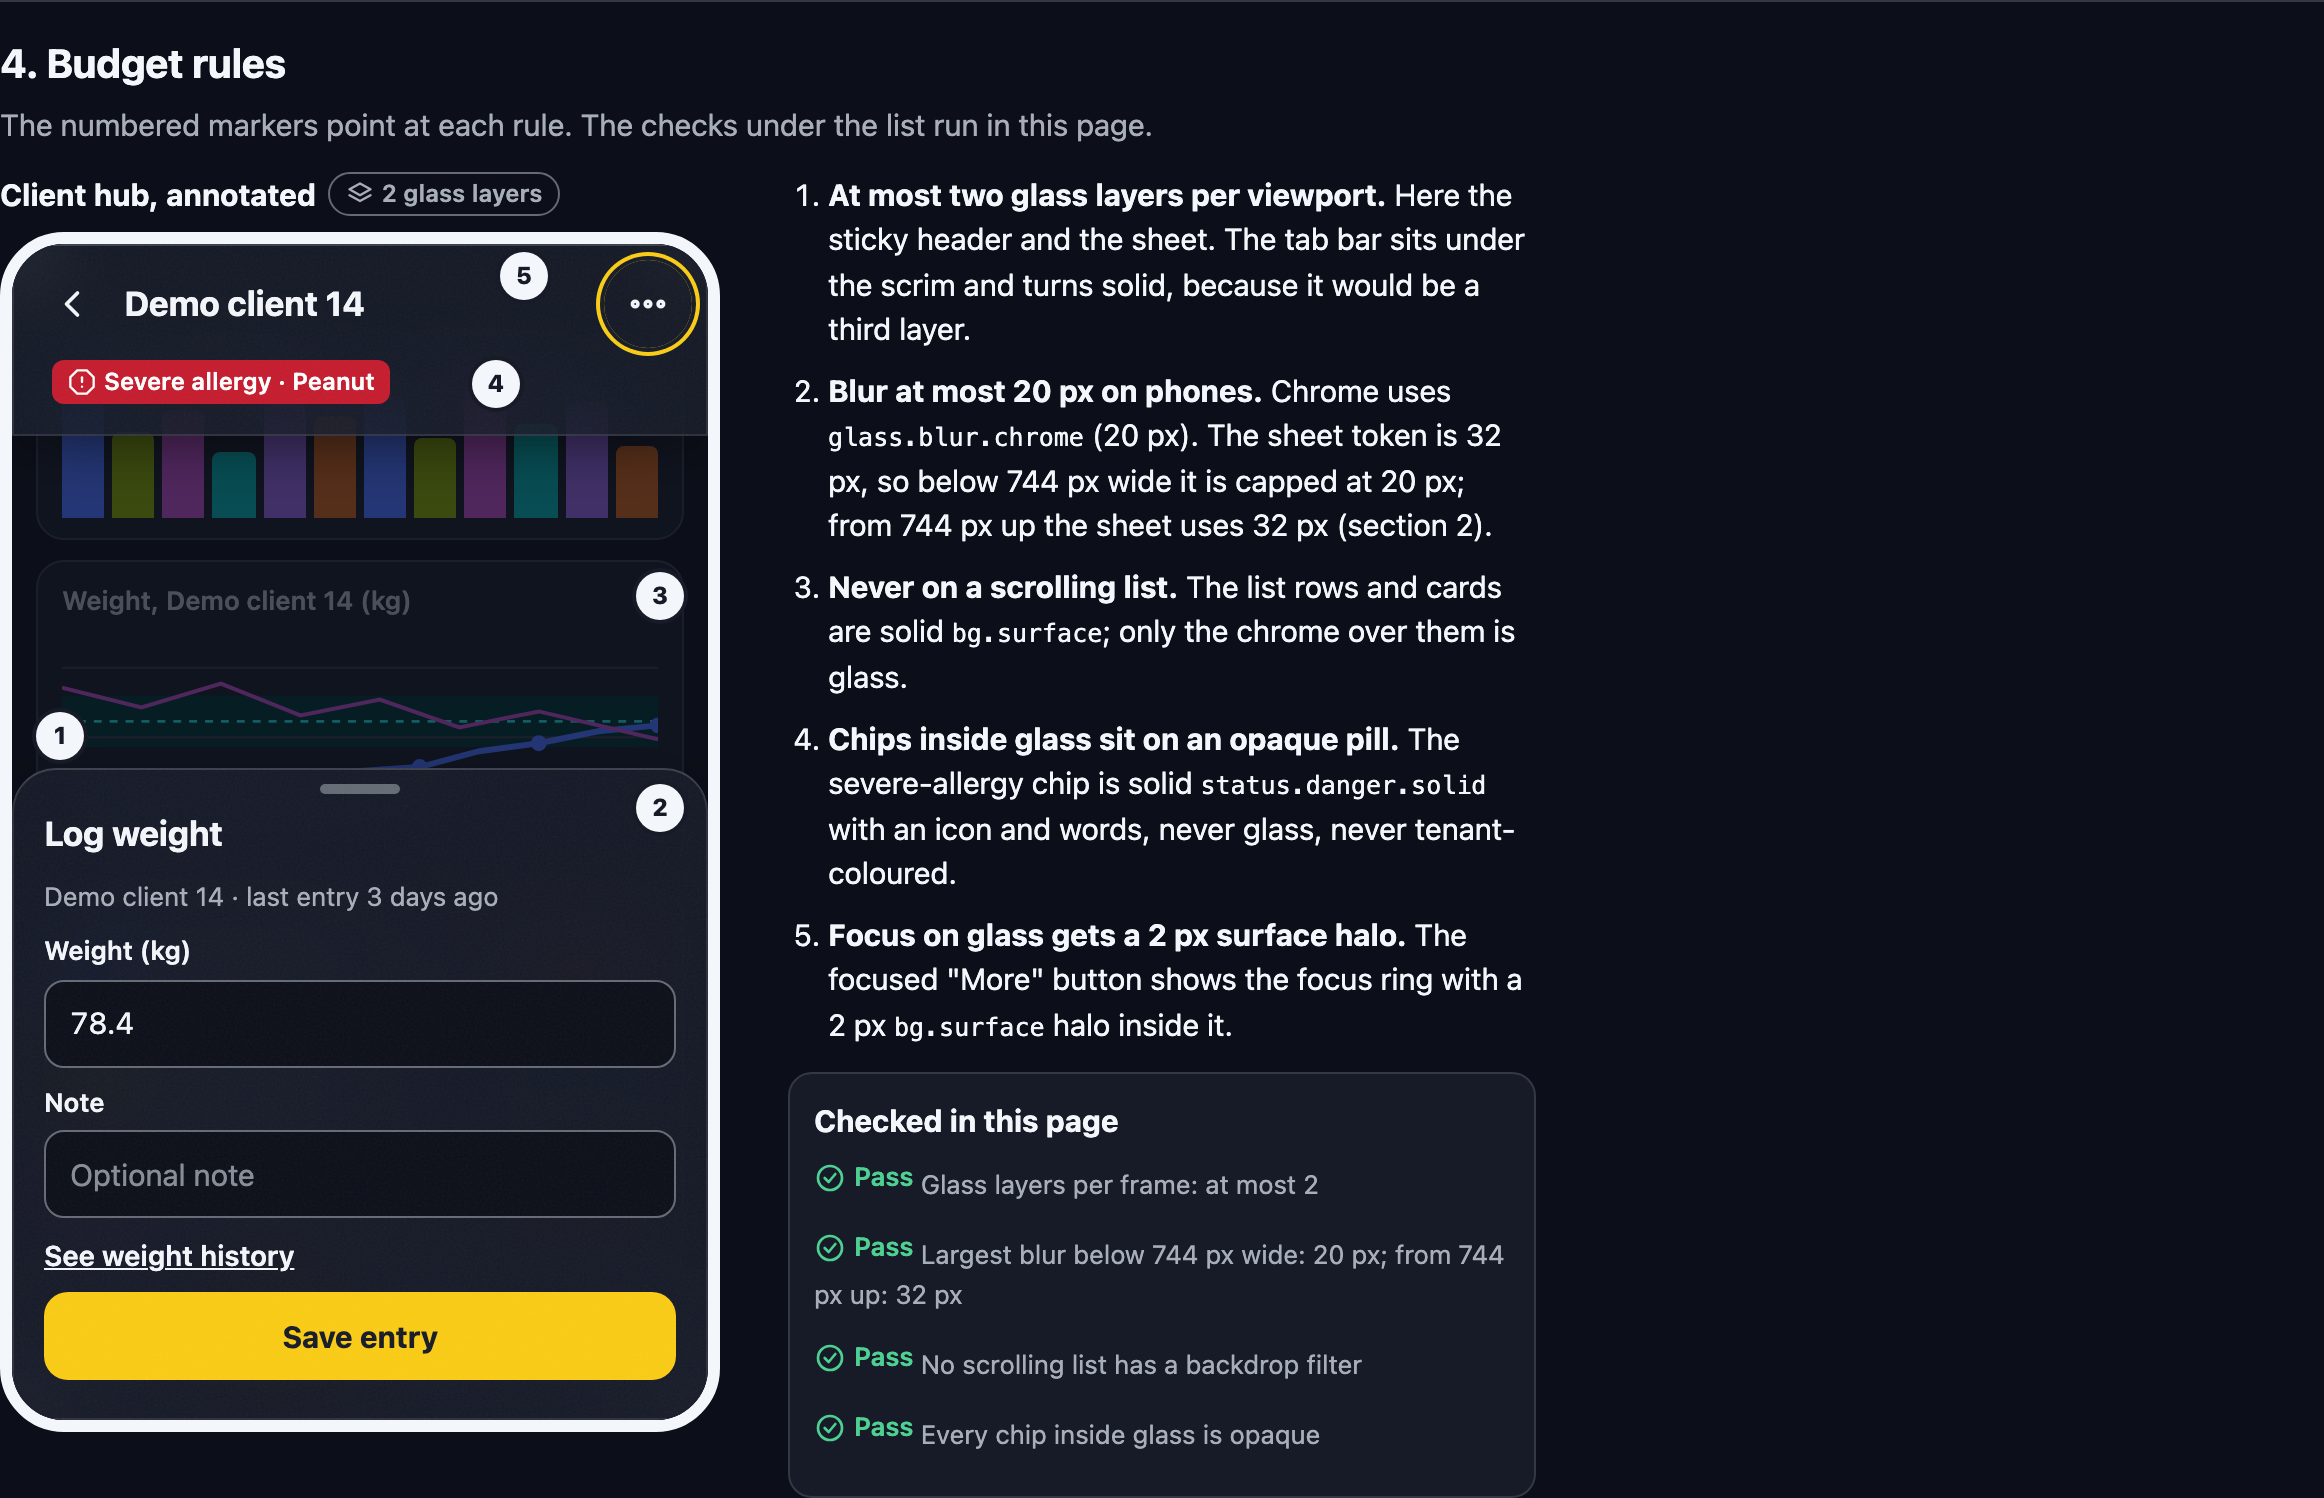 4. Budget rules
The numbered markers point at each rule. The checks under the list run in this page.
Client hub, annotated
2 glass layers
5
Demo client 14
Severe allergy · Peanut
4
Weight, Demo client 14 (kg)
3
1
2
Log weight
Demo client 14 · last entry 3 days ago
Weight (kg)
78.4
Note
Optional note
See weight history
Save entry
1. At most two glass layers per viewport. Here the
sticky header and the sheet. The tab bar sits under
the scrim and turns solid, because it would be a
third layer.
2. Blur at most 20 px on phones. Chrome uses
glass.blur.chrome (20 px). The sheet token is 32
px, so below 744 px wide it is capped at 20 px;
from 744 px up the sheet uses 32 px (section 2).
3. Never on a scrolling list. The list rows and cards
are solid bg.surface; only the chrome over them is
glass.
4. Chips inside glass sit on an opaque pill. The
severe-allergy chip is solid status.danger.solid
with an icon and words, never glass, never tenant-
coloured.
5. Focus on glass gets a 2 px surface halo. The
focused "More" button shows the focus ring with a
2 px bg.surface halo inside it.
Checked in this page
Pass Glass layers per frame: at most 2
Pass Largest blur below 744 px wide: 20 px; from 744
px up: 32 px
Pass No scrolling list has a backdrop filter
Pass Every chip inside glass is opaque